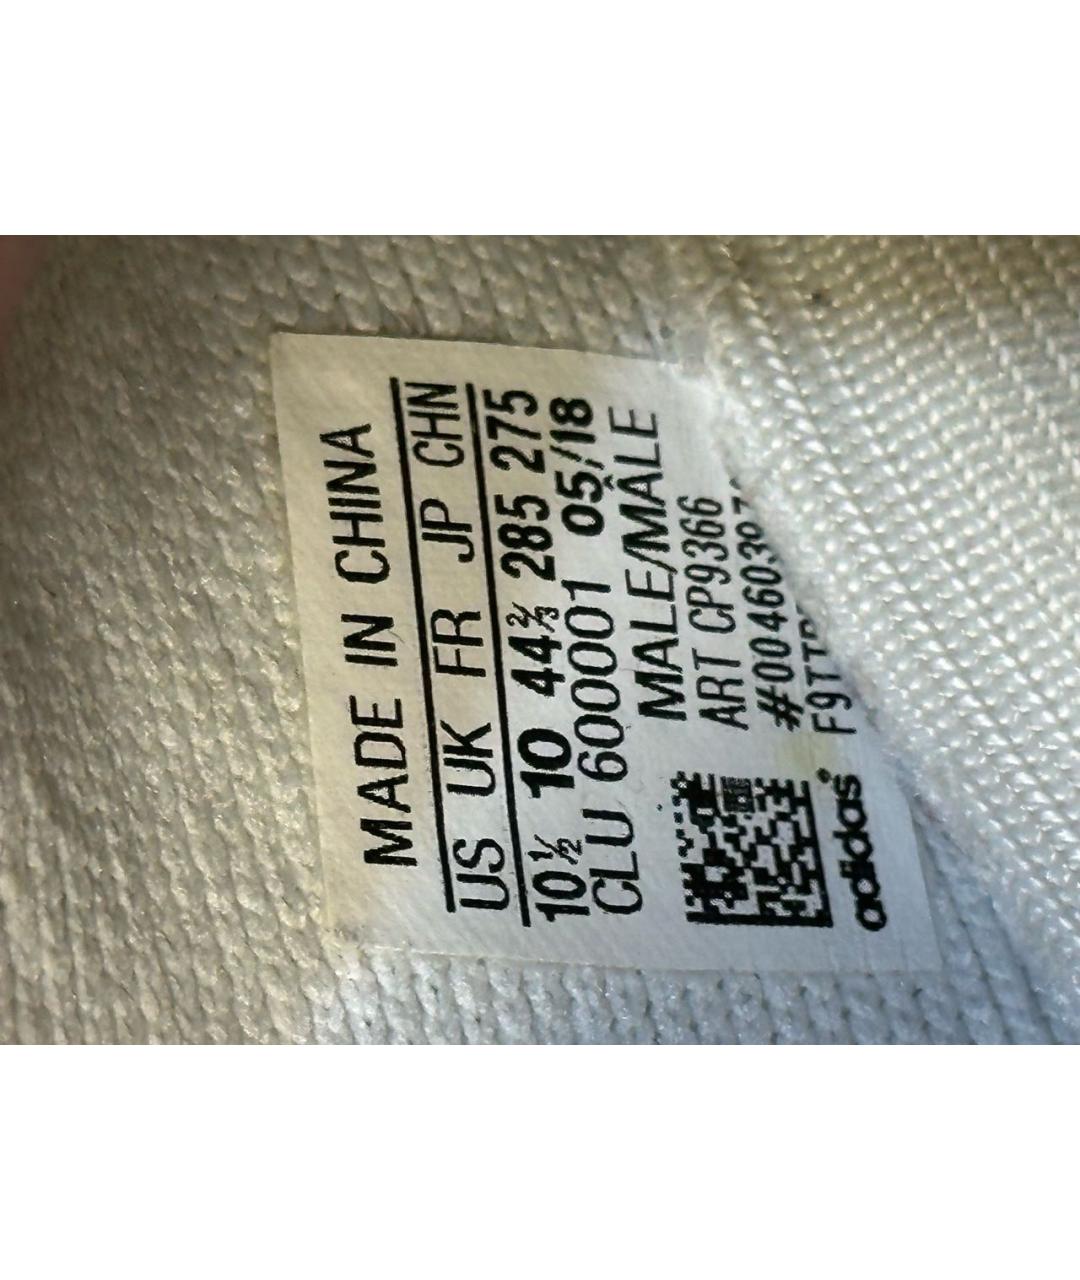 MADE IN CHINA
US UK FR JP CHN
10½ 10 44⅔ 285 275
CLU 600001 05/18
MALE/MÂLE
ART CP9366
adidas®